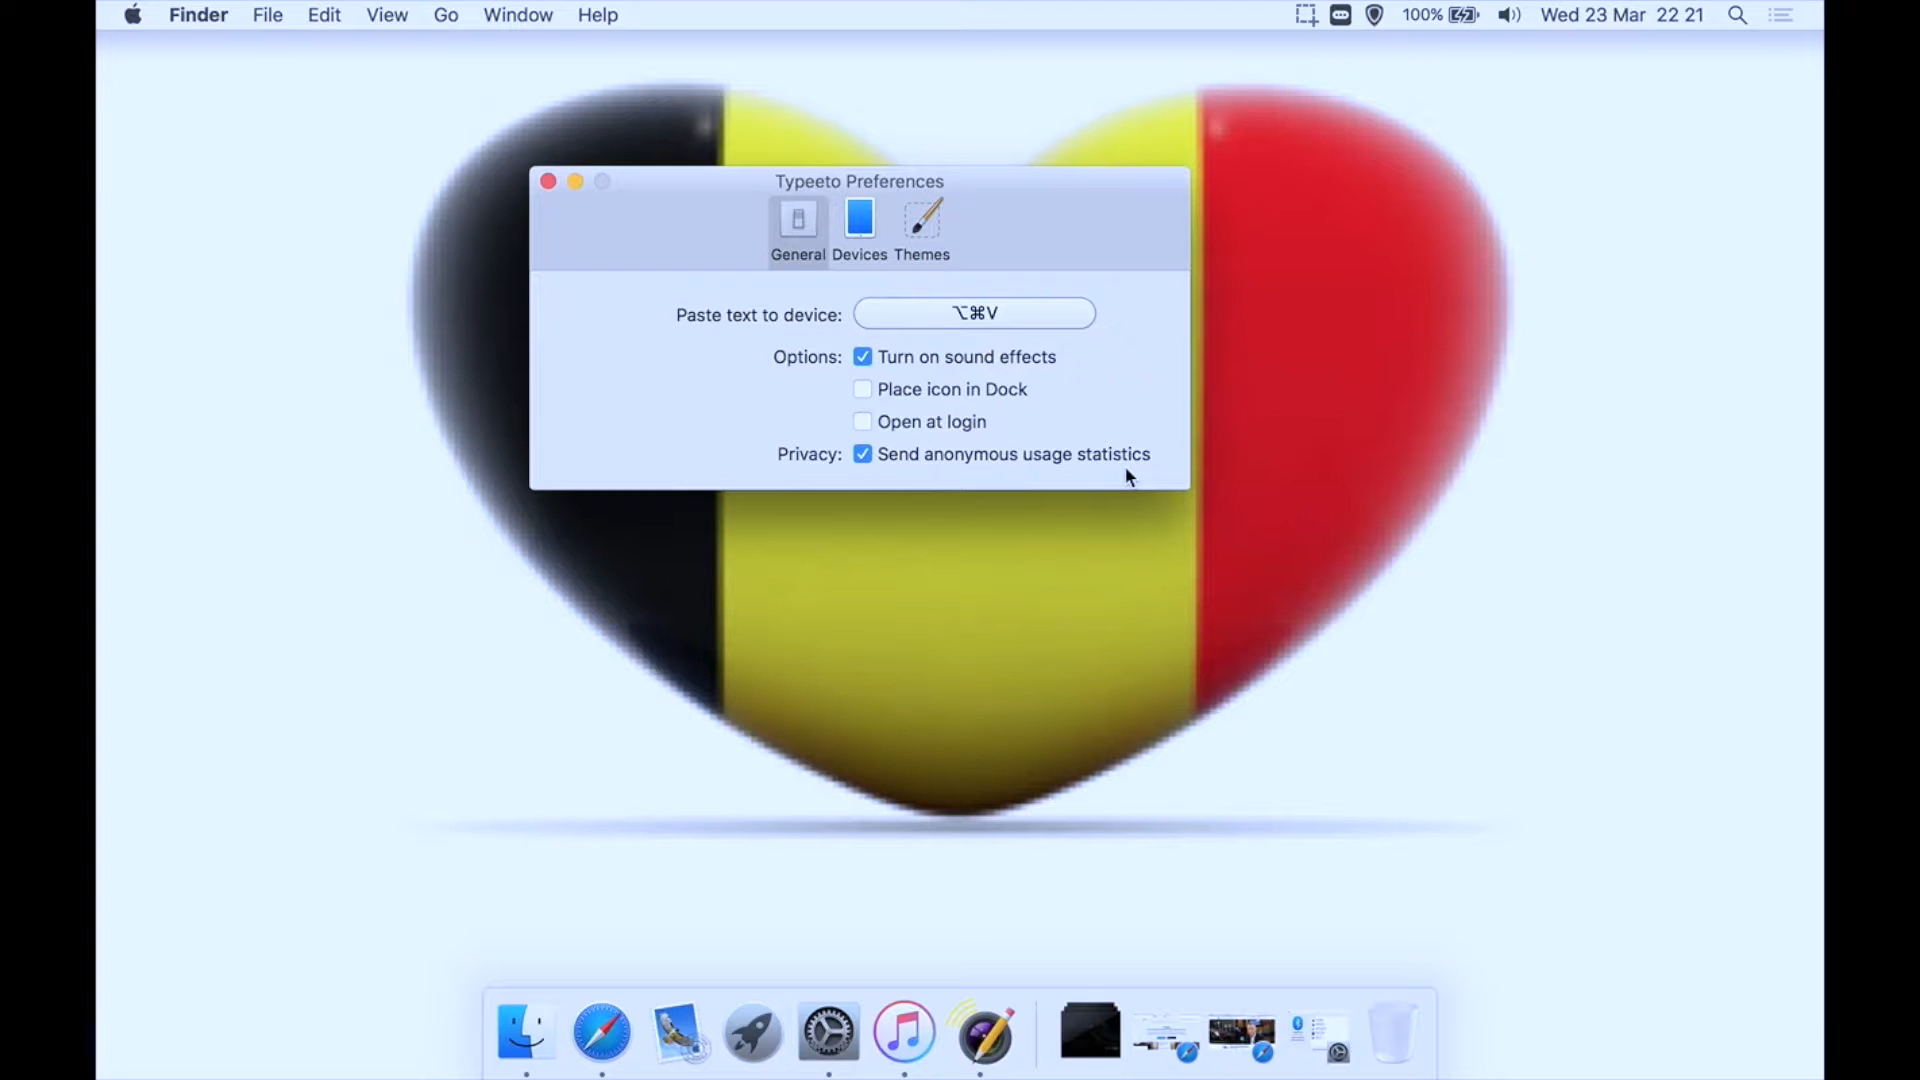 Finder File Edit View Go Window Help 100% Wed 23 Mar 22 21
Typeeto Preferences
General Devices Themes
Paste text to device: ⌥⌘V
Options: Turn on sound effects
Place icon in Dock
Open at login
Privacy: Send anonymous usage statistics